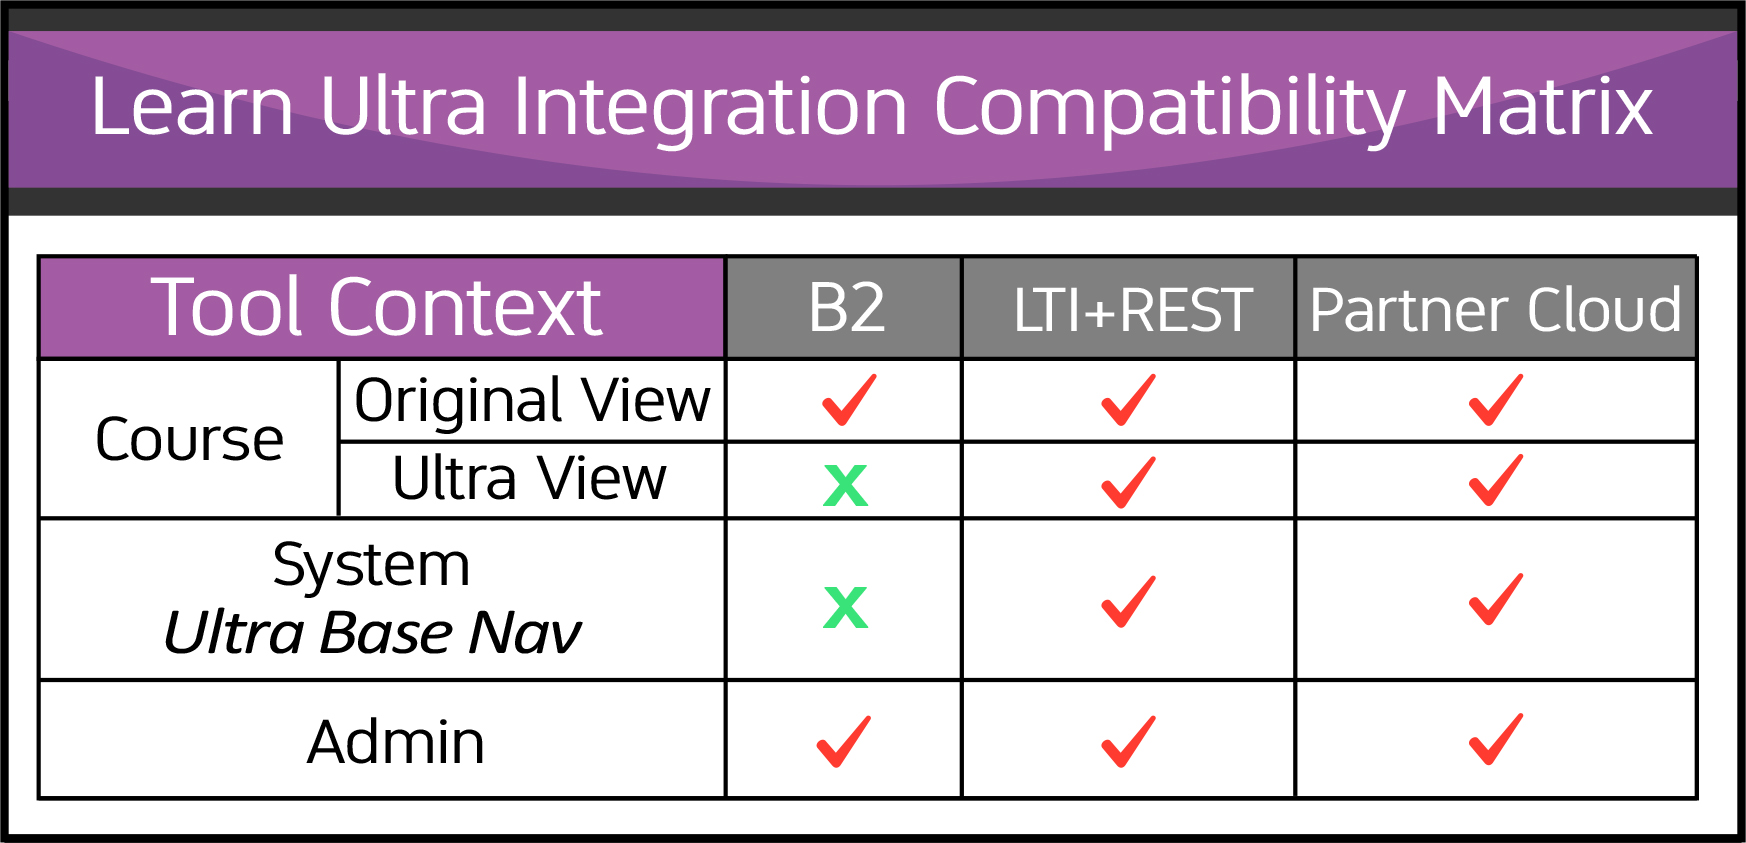 Learn Ultra Integration Compatibility Matrix
Tool Context B2 LTI+REST Partner Cloud
Course
Original View ✓ ✓ ✓
Ultra View x ✓ ✓
System
Ultra Base Nav x ✓ ✓
Admin ✓ ✓ ✓